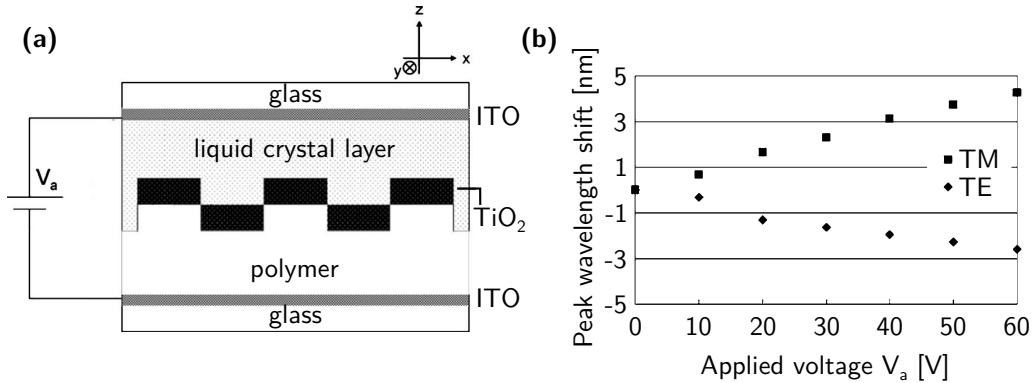 (a)
z
x
y
glass
ITO
liquid crystal layer
Va
TiO2
polymer
ITO
glass
(b)
Peak wavelength shift [nm]
5
3
1
-1
-3
-5
TM
TE
0 10 20 30 40 50 60
Applied voltage Va [V]